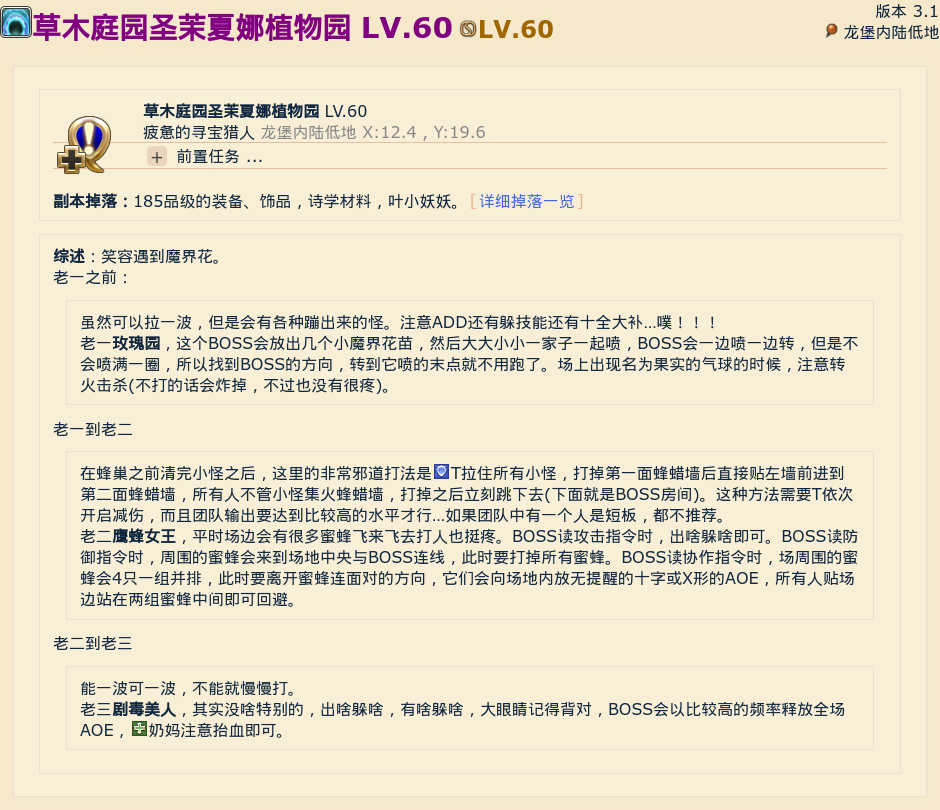 草木庭园圣茉夏娜植物园 LV.60 LV.60
版本 3.1
龙堡内陆低地
草木庭园圣茉夏娜植物园 LV.60
疲惫的寻宝猎人 龙堡内陆低地 X:12.4，Y:19.6
+ 前置任务 ...
副本掉落：185品级的装备、饰品，诗学材料，叶小妖妖。［详细掉落一览］
综述：笑容遇到魔界花。
老一之前：
虽然可以拉一波，但是会有各种蹦出来的怪。注意ADD还有躲技能还有十全大补...噗！！！
老一玫瑰园，这个BOSS会放出几个小魔界花苗，然后大大小小一家子一起喷，BOSS会一边喷一边转，但是不
会喷满一圈，所以找到BOSS的方向，转到它喷的末点就不用跑了。场上出现名为果实的气球的时候，注意转
火击杀(不打的话会炸掉，不过也没有很疼)。
老一到老二
在蜂巢之前清完小怪之后，这里的非常邪道打法是T拉住所有小怪，打掉第一面蜂蜡墙后直接贴左墙前进到
第二面蜂蜡墙，所有人不管小怪集火蜂蜡墙，打掉之后立刻跳下去(下面就是BOSS房间)。这种方法需要T依次
开启减伤，而且团队输出要达到比较高的水平才行...如果团队中有一个人是短板，都不推荐。
老二鹰蜂女王，平时场边会有很多蜜蜂飞来飞去打人也挺疼。BOSS读攻击指令时，出啥躲啥即可。BOSS读防
御指令时，周围的蜜蜂会来到场地中央与BOSS连线，此时要打掉所有蜜蜂。BOSS读协作指令时，场周围的蜜
蜂会4只一组并排，此时要离开蜜蜂连面对的方向，它们会向场地内放无提醒的十字或X形的AOE，所有人贴场
边站在两组蜜蜂中间即可回避。
老二到老三
能一波可一波，不能就慢慢打。
老三剧毒美人，其实没啥特别的，出啥躲啥，有啥躲啥，大眼睛记得背对，BOSS会以比较高的频率释放全场
AOE，奶妈注意抬血即可。